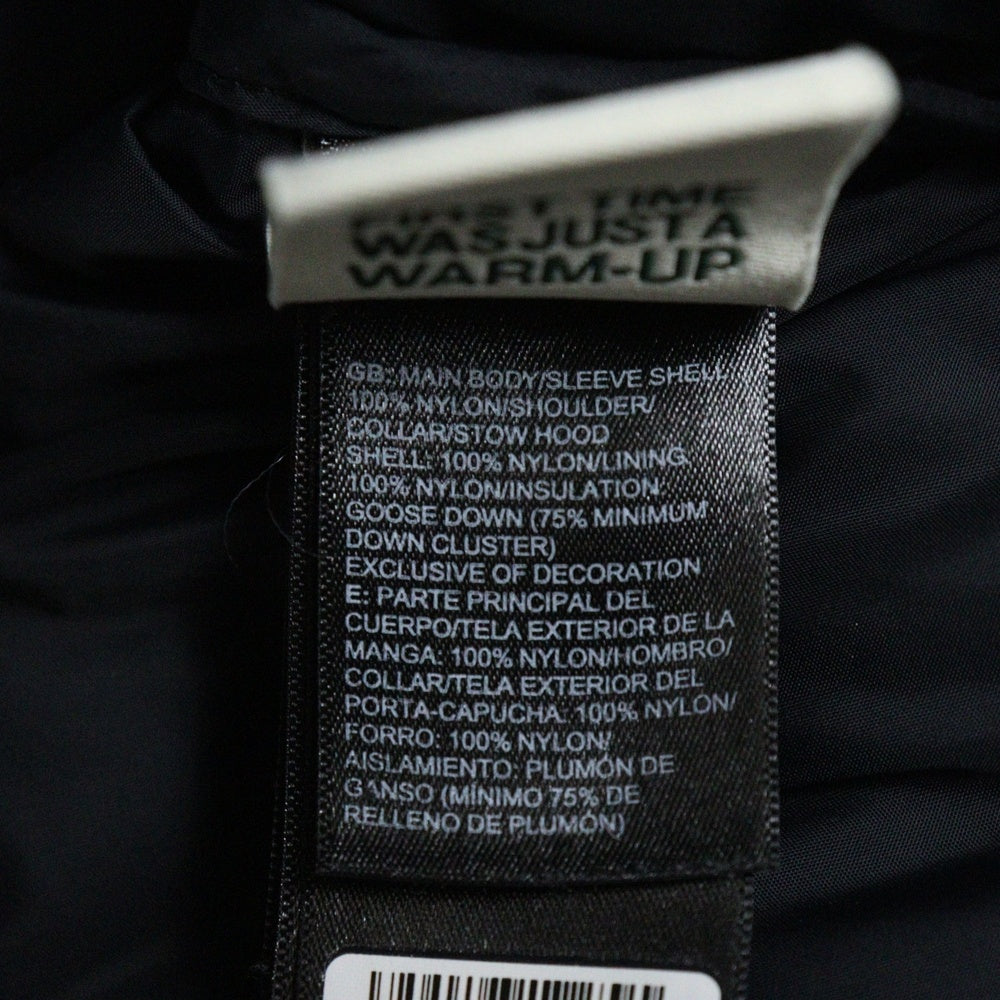 FIRST TIME
WAS JUST A
WARM-UP
GB: MAIN BODY/SLEEVE SHELL
100% NYLON/SHOULDER/
COLLAR/STOW HOOD
SHELL: 100% NYLON/LINING
100% NYLON/INSULATION
GOOSE DOWN (75% MINIMUM
DOWN CLUSTER)
EXCLUSIVE OF DECORATION
E: PARTE PRINCIPAL DEL
CUERPO/TELA EXTERIOR DE LA
MANGA: 100% NYLON/HOMBRO/
COLLAR/TELA EXTERIOR DEL
PORTA-CAPUCHA: 100% NYLON/
FORRO: 100% NYLON/
AISLAMIENTO: PLUMÓN DE
GANSO (MÍNIMO 75% DE
RELLENO DE PLUMÓN)